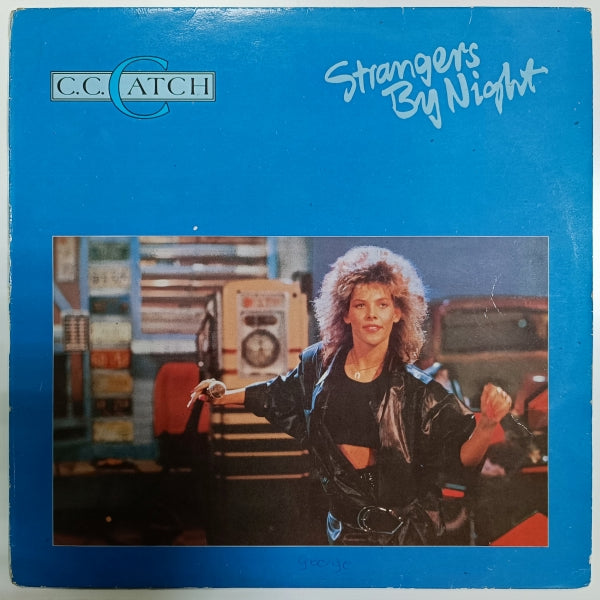 C.C. CATCH
Strangers
By Night